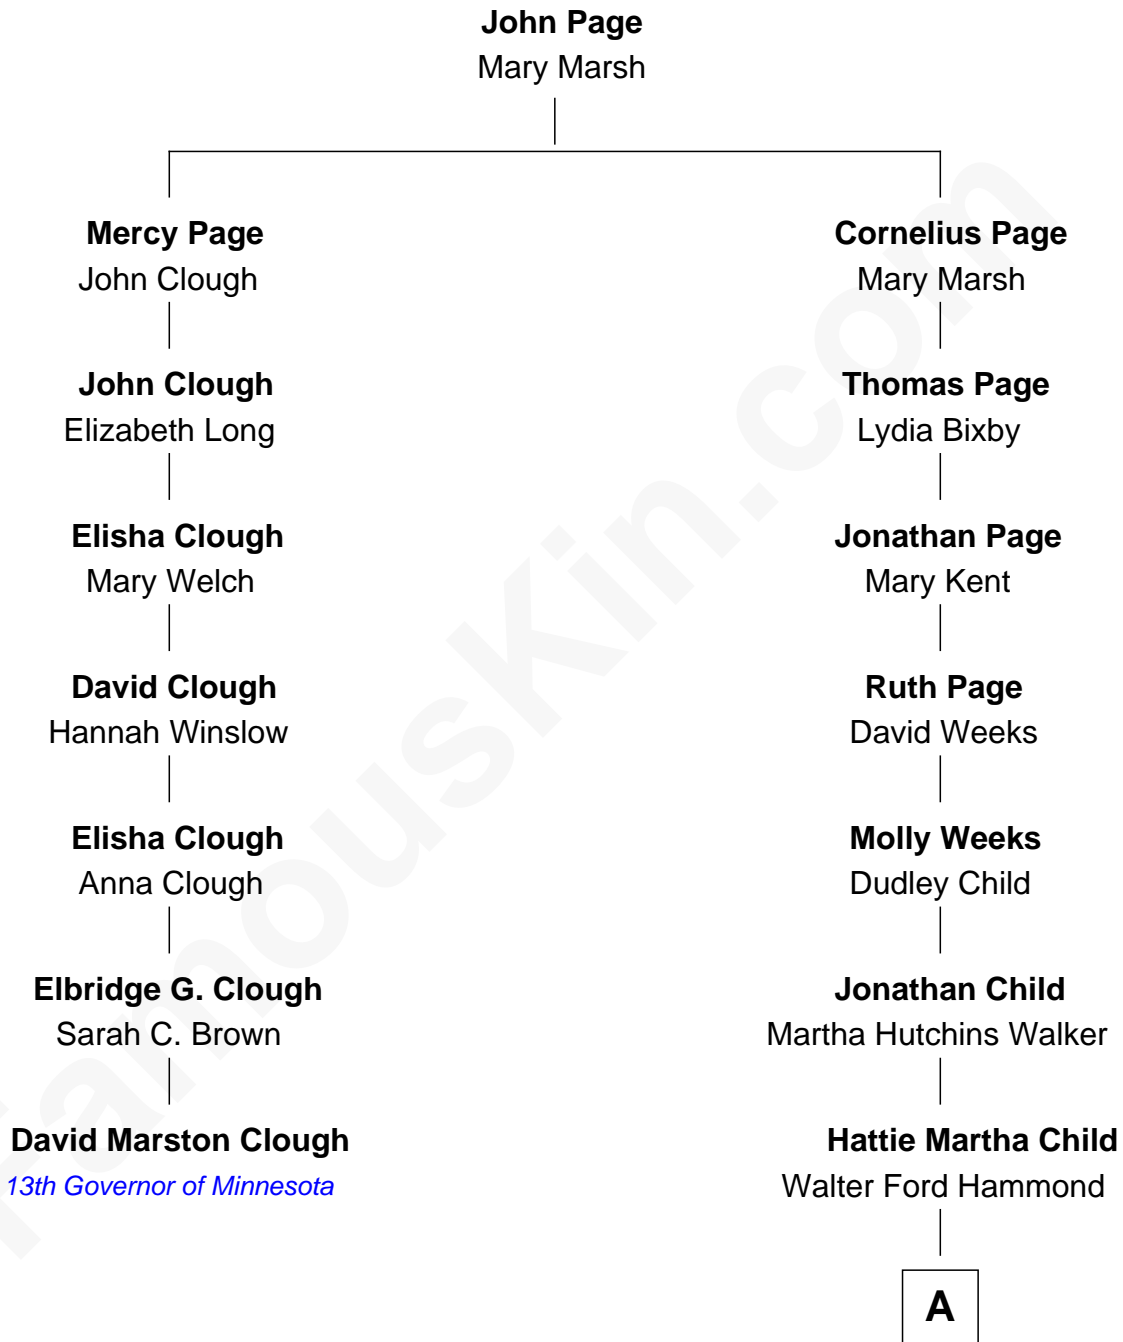 John Page
Mary Marsh
Mercy Page
John Clough
Cornelius Page
Mary Marsh
John Clough
Elizabeth Long
Thomas Page
Lydia Bixby
Elisha Clough
Mary Welch
Jonathan Page
Mary Kent
David Clough
Hannah Winslow
Ruth Page
David Weeks
Elisha Clough
Anna Clough
Molly Weeks
Dudley Child
Elbridge G. Clough
Sarah C. Brown
Jonathan Child
Martha Hutchins Walker
David Marston Clough
13th Governor of Minnesota
Hattie Martha Child
Walter Ford Hammond
A
FamousKin.com